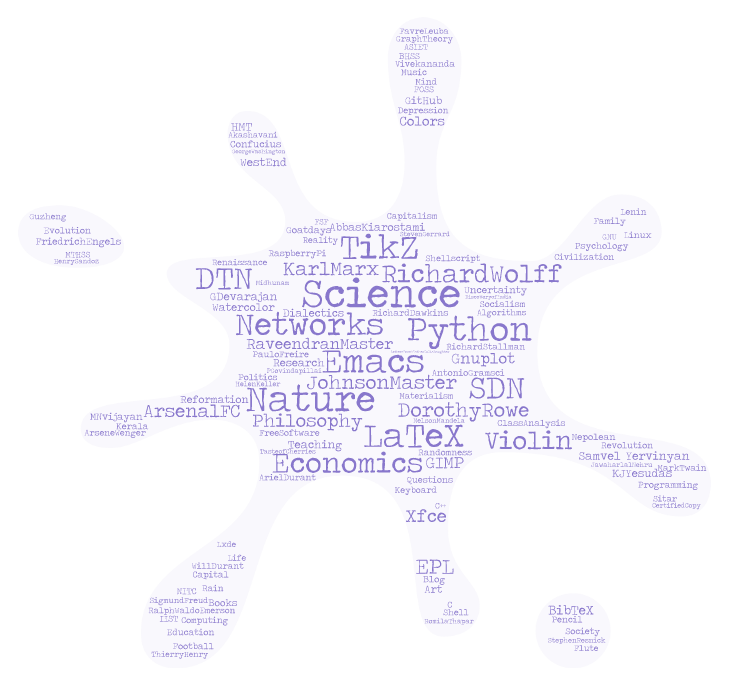 FavreLeuba
GraphTheory
ASIET
BHSS
Vivekananda
Music
Mind
FOSS
GitHub
Depression
Colors
HMT
Akashavani
Confucius
GeorgeWashington
WestEnd
Guzheng
Evolution
FriedrichEngels
MTHSS
Lenin
Family
GNU Linux
Psychology
Civilization
Capitalism
PSP
Goatdays AbbasKiarostami
StevenGerrard
Reality
TikZ
RaspberryPi Shellscript
Renaissance KarlMarx RichardWolff
DTN
Midhunam Science Uncertainty
GDevarajan
DiscoveryofIndia
Socialism
Watercolor Dialectics RichardDawkins Algorithms
Networks Python
RaveendranMaster RichardStallman
PauloFreire Emacs Gnuplot
Research
PGovindapillai AntonioGramsci
Politics JohnsonMaster SDN
HelenKeller
Nature Materialism
Reformation DorothyRowe
ArsenalFC
MNvijayan Philosophy NelsonMandela ClassAnalysis
Kerala FreeSoftware LaTeX Violin Nepolean
ArseneWenger Teaching Revolution
TasteofCherries Randomness Samvel Yervinyan
Economics GIMP JawaharlalNehru MarkTwain
KJYesudas
ArielDurant Questions Programming
Keyboard
Sitar
CertifiedCopy
C++
Xfce
Lxde
Life
WillDurant
Capital
NITC Rain
SigmundFreud Books
RalphWaldoEmerson
IIST Computing
Education
Football
ThierryHenry
EPL
Blog
Art
C
Shell
RomilaThapar
BibTeX
Pencil
Society
StephenResnick
Flute